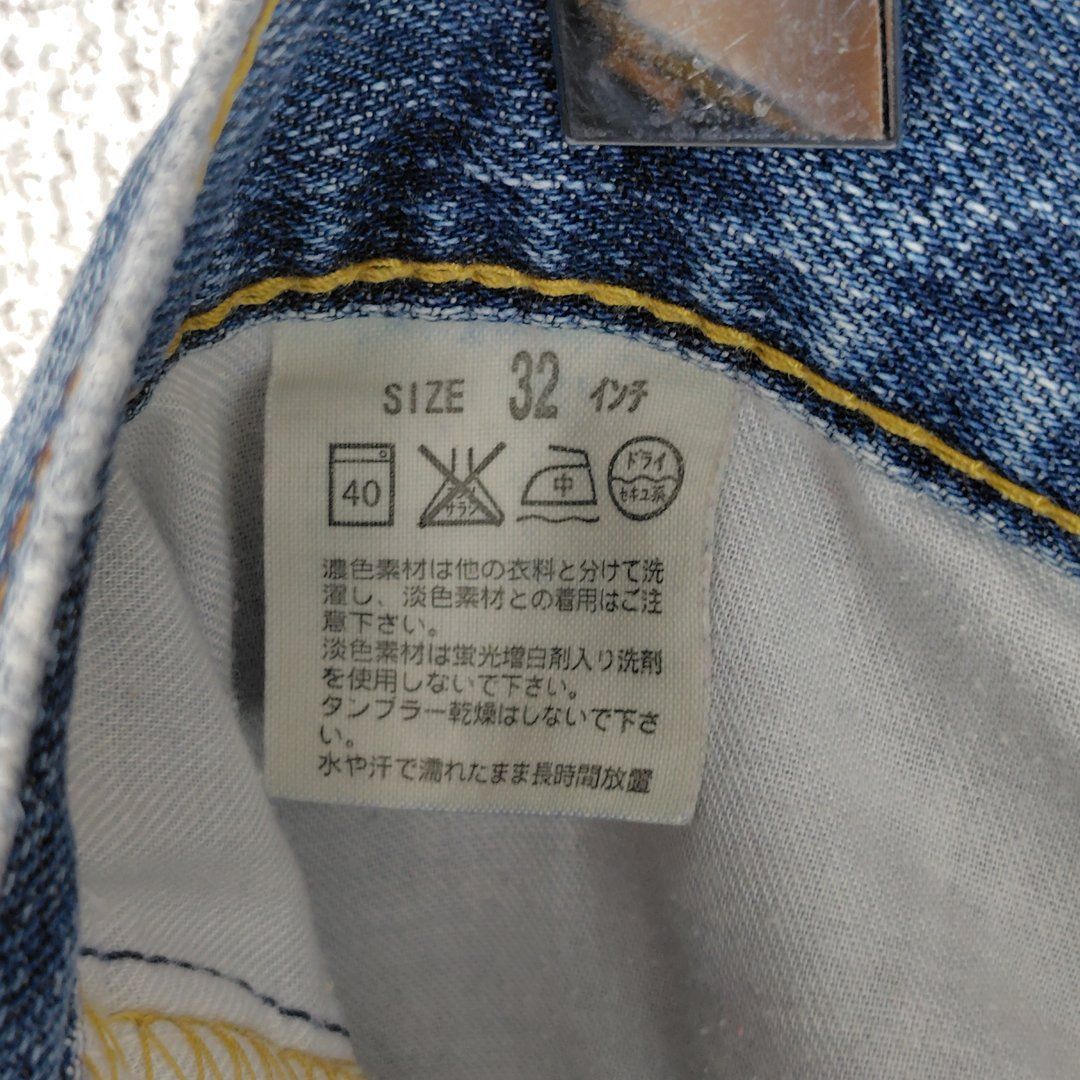 SIZE 32 インチ
40 サラシ 中 ドライ セキユ系
濃色素材は他の衣料と分けて洗
濯し、淡色素材との着用はご注
意下さい。
淡色素材は蛍光増白剤入り洗剤
を使用しないで下さい。
タンブラー乾燥はしないで下さ
い。
水や汗で濡れたまま長時間放置